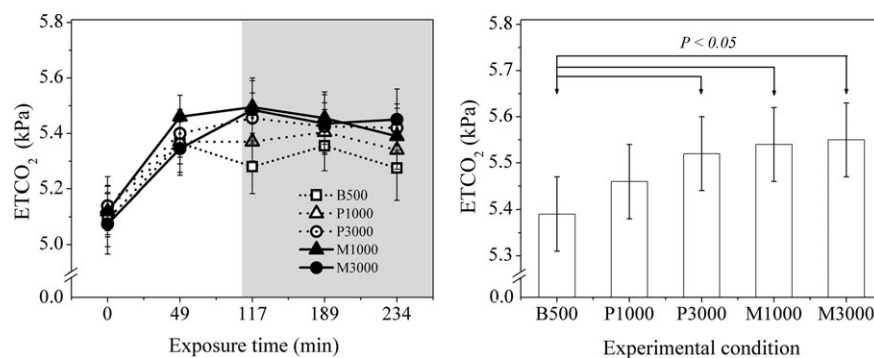 5.8
5.6
5.4
5.2
5.0
0.0
ETCO₂ (kPa)
B500
P1000
P3000
M1000
M3000
0 49 117 189 234
Exposure time (min)
5.8
5.7
5.6
5.5
5.4
5.3
0.0
ETCO₂ (kPa)
P < 0.05
B500 P1000 P3000 M1000 M3000
Experimental condition